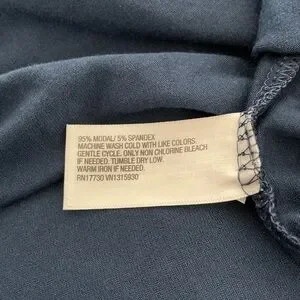 95% MODAL/ 5% SPANDEX
MACHINE WASH COLD WITH LIKE COLORS.
GENTLE CYCLE. ONLY NON CHLORINE BLEACH
IF NEEDED. TUMBLE DRY LOW.
WARM IRON IF NEEDED.
RN17730 VN1315930